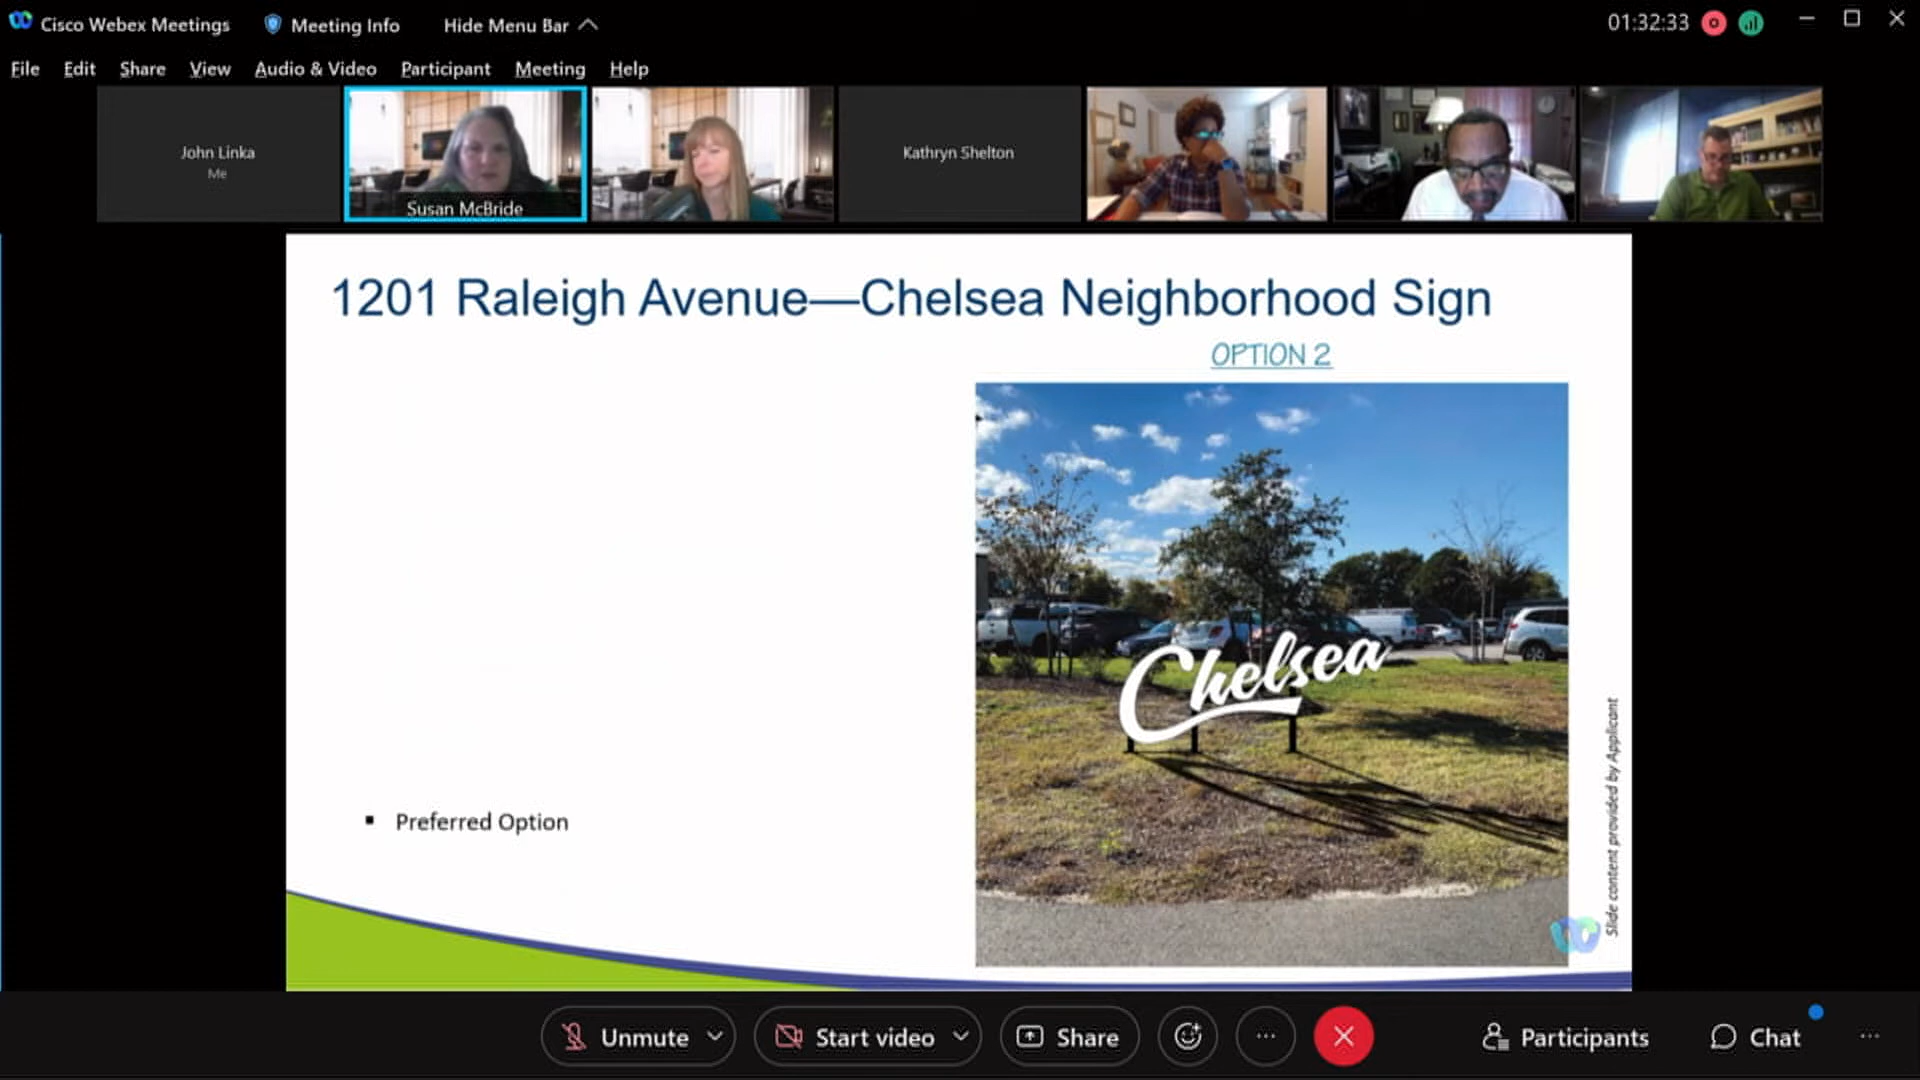 Cisco Webex Meetings
Meeting Info
Hide Menu Bar
01:32:33
File Edit Share View Audio & Video Participant Meeting Help
John Linka
Me
Susan McBride
Kathryn Shelton
1201 Raleigh Avenue—Chelsea Neighborhood Sign
OPTION 2
Chelsea
▪ Preferred Option
Slide content provided by Applicant
Unmute
Start video
Share
Participants
Chat